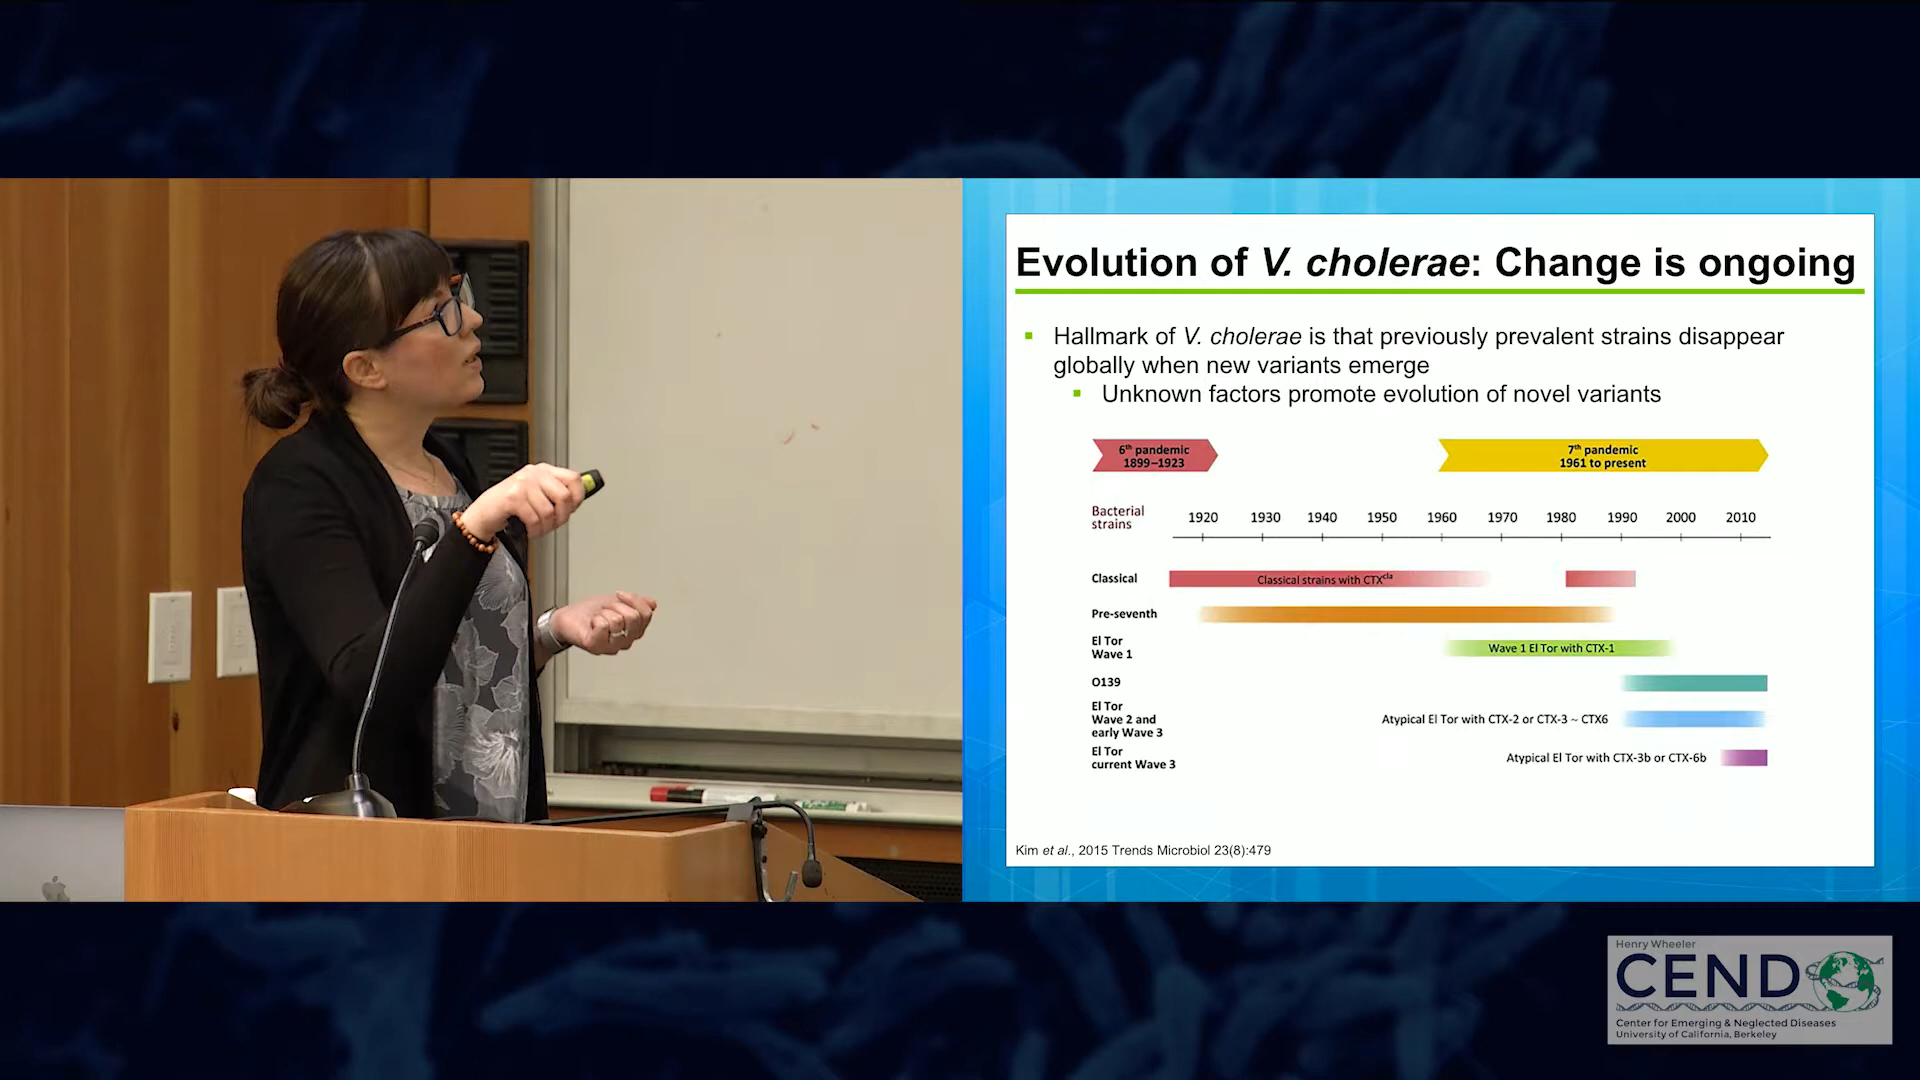 Evolution of V. cholerae: Change is ongoing
Hallmark of V. cholerae is that previously prevalent strains disappear
globally when new variants emerge
Unknown factors promote evolution of novel variants
6th pandemic
1899–1923
7th pandemic
1961 to present
Bacterial
strains
1920 1930 1940 1950 1960 1970 1980 1990 2000 2010
Classical
Classical strains with CTXcla
Pre-seventh
El Tor
Wave 1
Wave 1 El Tor with CTX-1
O139
El Tor
Wave 2 and
early Wave 3
Atypical El Tor with CTX-2 or CTX-3 ~ CTX6
El Tor
current Wave 3
Atypical El Tor with CTX-3b or CTX-6b
Kim et al., 2015 Trends Microbiol 23(8):479
Henry Wheeler
CEND
Center for Emerging & Neglected Diseases
University of California, Berkeley